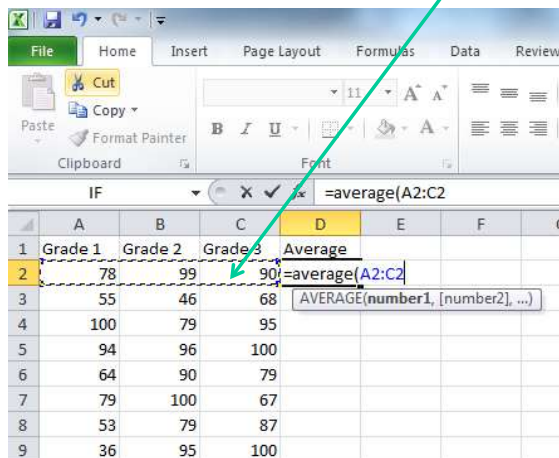 File Home Insert Page Layout Formulas Data Review
Cut
Copy
Paste
Format Painter
11 A A
B I U A
Clipboard Font
IF fx =average(A2:C2
A B C D E F
1 Grade 1 Grade 2 Grade 3 Average
2 78 99 90 =average(A2:C2
3 55 46 68 AVERAGE(number1, [number2], ...)
4 100 79 95
5 94 96 100
6 64 90 79
7 79 100 67
8 53 79 87
9 36 95 100